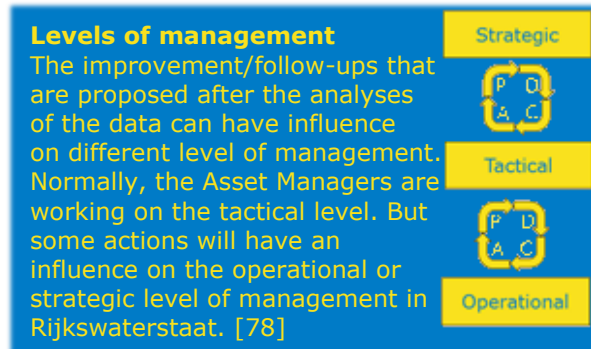 Levels of management
The improvement/follow-ups that
are proposed after the analyses
of the data can have influence
on different level of management.
Normally, the Asset Managers are
working on the tactical level. But
some actions will have an
influence on the operational or
strategic level of management in
Rijkswaterstaat. [78]
Strategic
P D
A C
Tactical
P D
A C
Operational